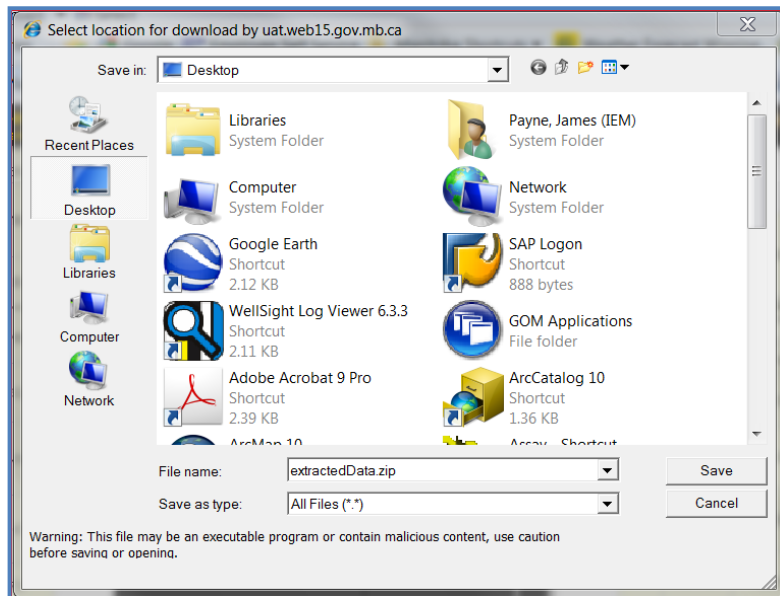 Select location for download by uat.web15.gov.mb.ca
Save in:
Desktop
Recent Places
Desktop
Libraries
Computer
Network
Libraries
System Folder
Payne, James (IEM)
System Folder
Computer
System Folder
Network
System Folder
Google Earth
Shortcut
2.12 KB
SAP Logon
Shortcut
888 bytes
WellSight Log Viewer 6.3.3
Shortcut
2.11 KB
GOM Applications
File folder
Adobe Acrobat 9 Pro
Shortcut
2.39 KB
ArcCatalog 10
Shortcut
1.36 KB
ArcMap 10
Assay - Shortcut
File name:
extractedData.zip
Save
Save as type:
All Files (*.*)
Cancel
Warning: This file may be an executable program or contain malicious content, use caution
before saving or opening.